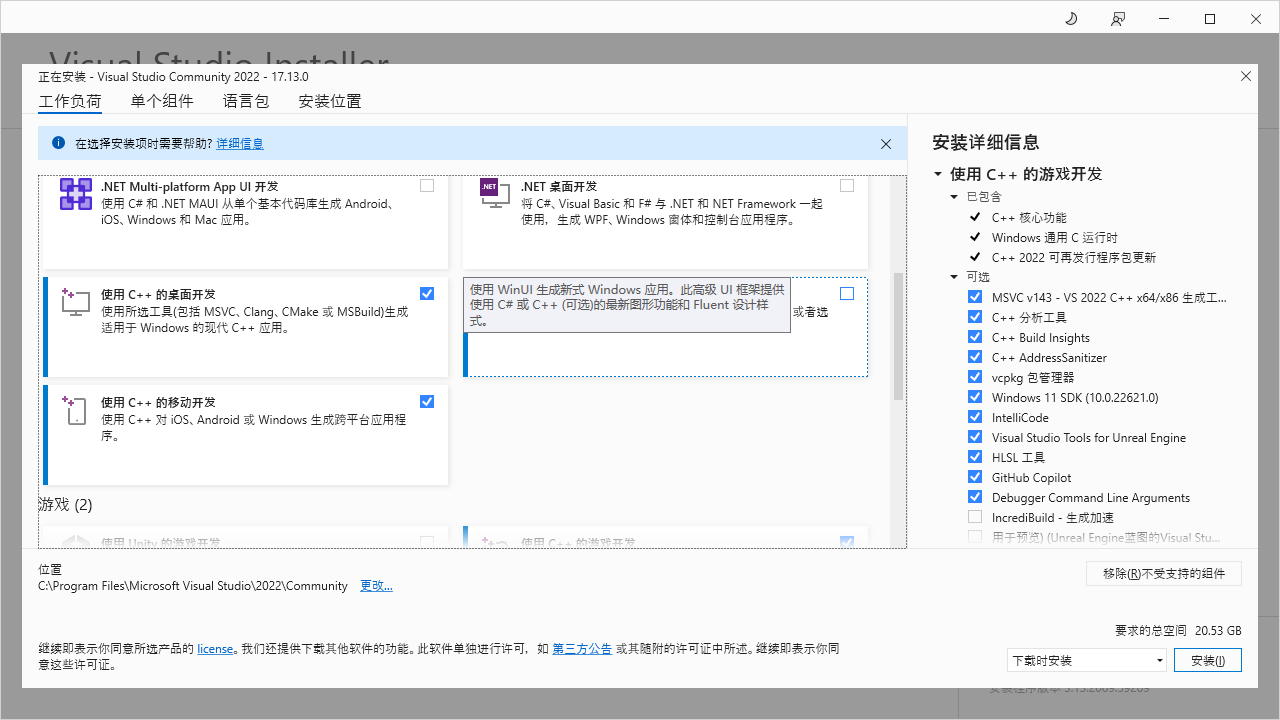 Visual Studio Installer
正在安装 - Visual Studio Community 2022 - 17.13.0
工作负荷 单个组件 语言包 安装位置
在选择安装项时需要帮助? 详细信息
.NET Multi-platform App UI 开发
使用 C# 和 .NET MAUI 从单个基本代码库生成 Android、
iOS、Windows 和 Mac 应用。
.NET
.NET 桌面开发
将 C#、Visual Basic 和 F# 与 .NET 和 .NET Framework 一起
使用，生成 WPF、Windows 窗体和控制台应用程序。
使用 C++ 的桌面开发
使用所选工具(包括 MSVC、Clang、CMake 或 MSBuild)生成
适用于 Windows 的现代 C++ 应用。
使用 WinUI 生成新式 Windows 应用。此高级 UI 框架提供
使用 C# 或 C++ (可选)的最新图形功能和 Fluent 设计样
式。
或者选
使用 C++ 的移动开发
使用 C++ 对 iOS、Android 或 Windows 生成跨平台应用程
序。
游戏 (2)
使用 Unity 的游戏开发
使用 C++ 的游戏开发
安装详细信息
使用 C++ 的游戏开发
已包含
C++ 核心功能
Windows 通用 C 运行时
C++ 2022 可再发行程序包更新
可选
MSVC v143 - VS 2022 C++ x64/x86 生成工...
C++ 分析工具
C++ Build Insights
C++ AddressSanitizer
vcpkg 包管理器
Windows 11 SDK (10.0.22621.0)
IntelliCode
Visual Studio Tools for Unreal Engine
HLSL 工具
GitHub Copilot
Debugger Command Line Arguments
IncrediBuild - 生成加速
用于预览) (Unreal Engine蓝图的Visual Stu...
位置
C:\Program Files\Microsoft Visual Studio\2022\Community 更改...
移除(R)不受支持的组件
要求的总空间 20.53 GB
继续即表示你同意所选产品的 license。我们还提供下载其他软件的功能。此软件单独进行许可，如 第三方公告 或其随附的许可证中所述。继续即表示你同
意这些许可证。
下载时安装
安装(I)